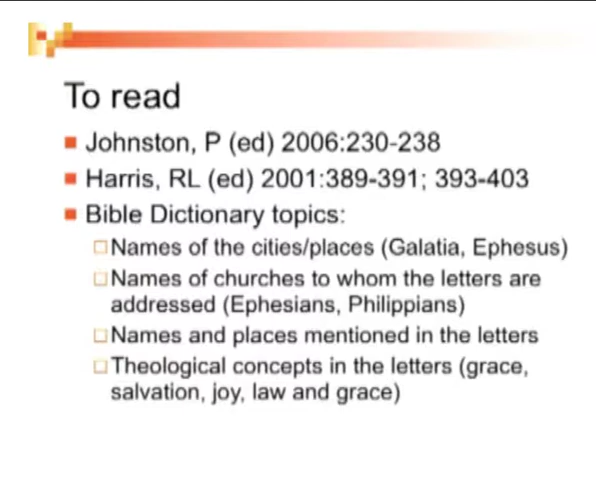 To read
Johnston, P (ed) 2006:230-238
Harris, RL (ed) 2001:389-391; 393-403
Bible Dictionary topics:
Names of the cities/places (Galatia, Ephesus)
Names of churches to whom the letters are
addressed (Ephesians, Philippians)
Names and places mentioned in the letters
Theological concepts in the letters (grace,
salvation, joy, law and grace)